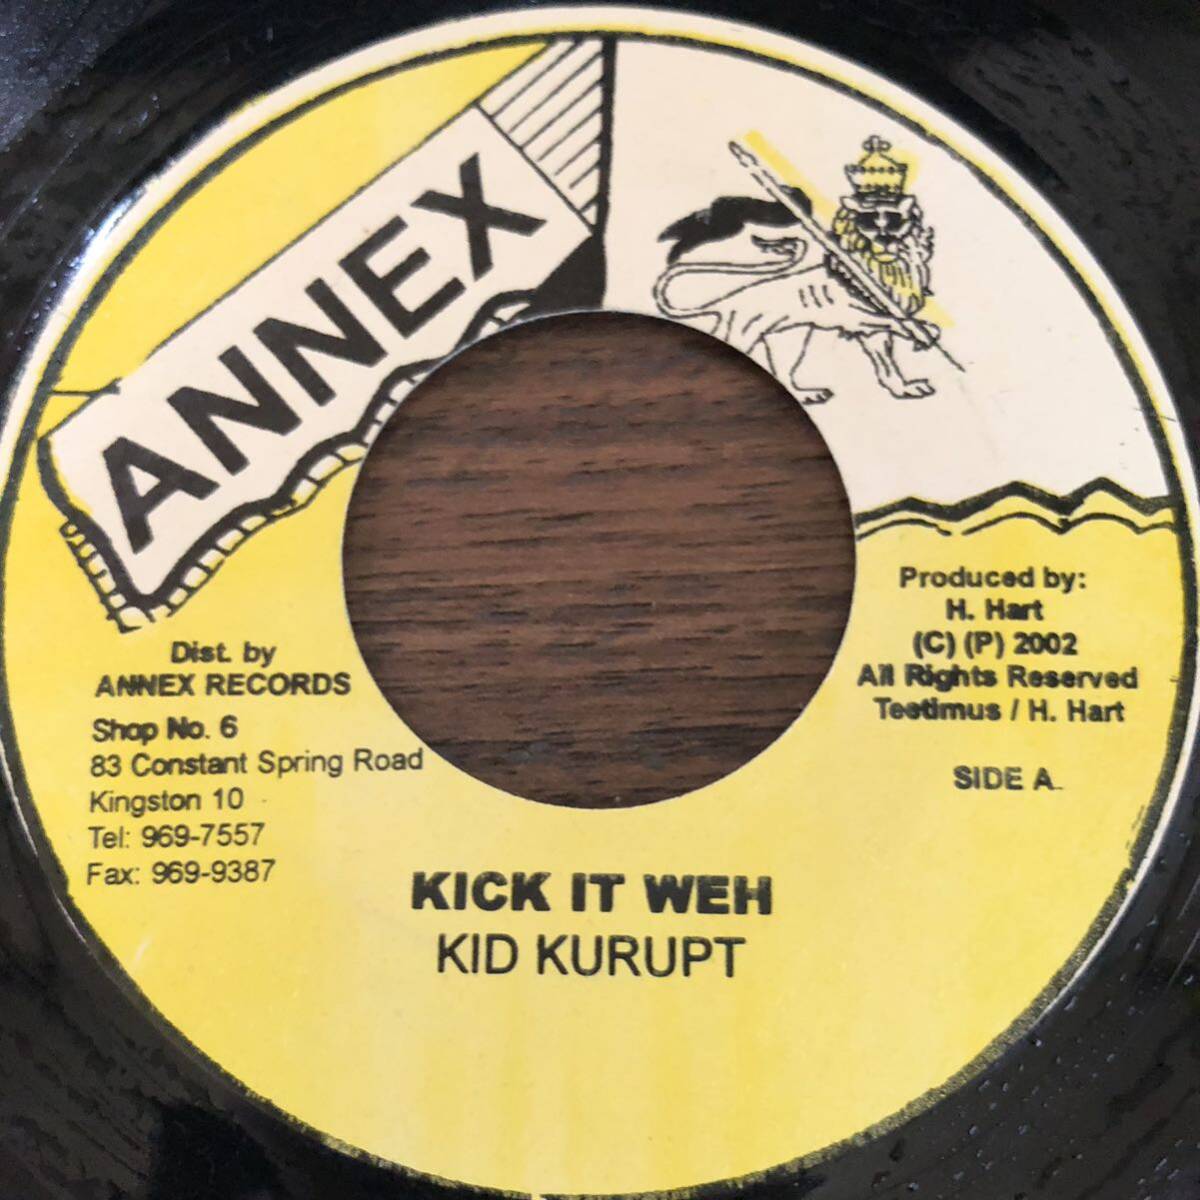 ANNEX
Dist. by
ANNEX RECORDS
Shop No. 6
83 Constant Spring Road
Kingston 10
Tel: 969-7557
Fax: 969-9387
Produced by:
H. Hart
(C) (P) 2002
All Rights Reserved
Teetimus / H. Hart
SIDE A
KICK IT WEH
KID KURUPT